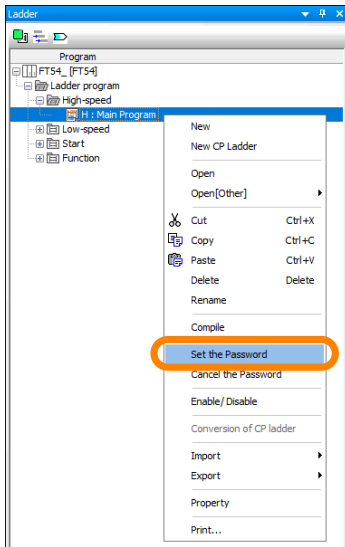 Ladder
Program
FT54_ [FT54]
Ladder program
High-speed
H : Main Program
Low-speed
Start
Function
New
New CP Ladder
Open
Open[Other]
Cut Ctrl+X
Copy Ctrl+C
Paste Ctrl+V
Delete Delete
Rename
Compile
Set the Password
Cancel the Password
Enable/Disable
Conversion of CP ladder
Import
Export
Property
Print...